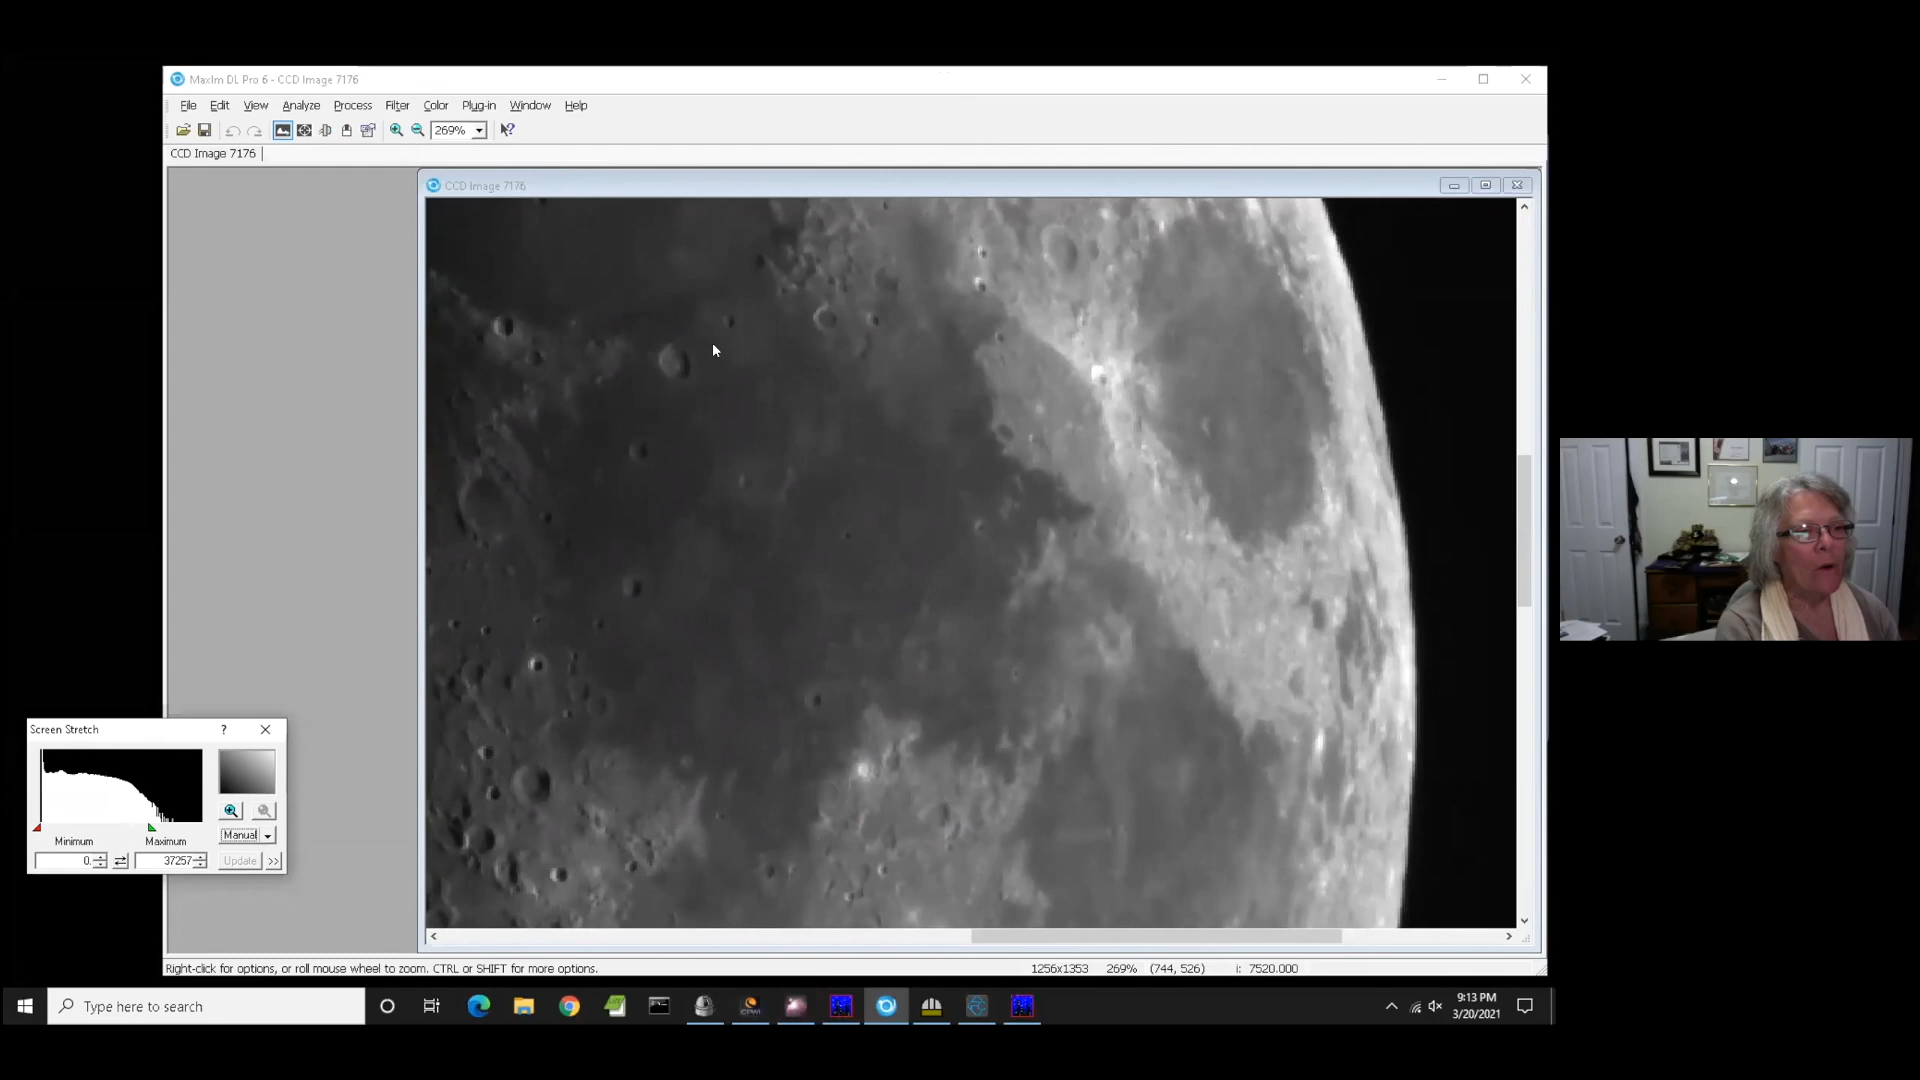 MaxIm DL Pro 6 - CCD Image 7176
File Edit View Analyze Process Filter Color Plug-in Window Help
269%
CCD Image 7176
CCD Image 7176
Screen Stretch ?
Minimum Maximum
Manual
0. 37257 Update >>
Right-click for options, or roll mouse wheel to zoom. CTRL or SHIFT for more options.
1256x1353 269% (744, 526) i: 7520.000
Type here to search
CPWI
9:13 PM
3/20/2021